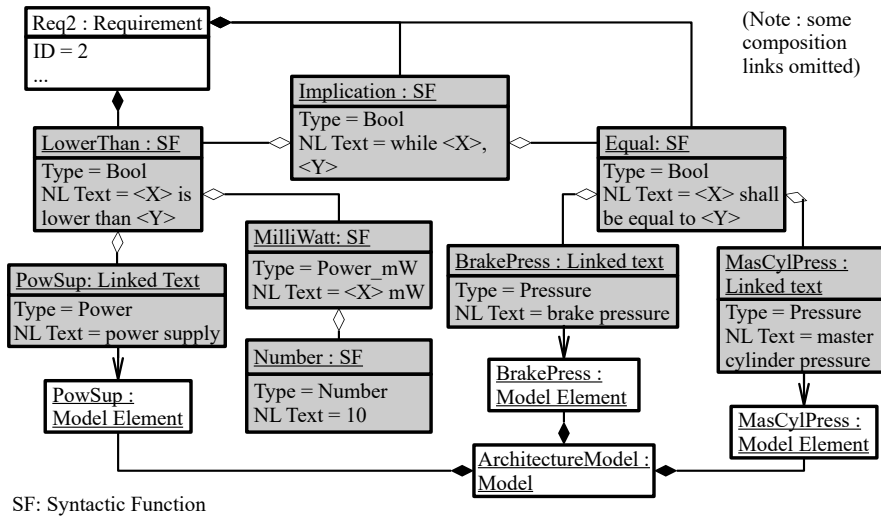 Req2 : Requirement
ID = 2
...
(Note : some
composition
links omitted)
Implication : SF
Type = Bool
NL Text = while <X>,
<Y>
LowerThan : SF
Type = Bool
NL Text = <X> is
lower than <Y>
Equal: SF
Type = Bool
NL Text = <X> shall
be equal to <Y>
MilliWatt: SF
Type = Power_mW
NL Text = <X> mW
PowSup: Linked Text
Type = Power
NL Text = power supply
BrakePress : Linked text
Type = Pressure
NL Text = brake pressure
MasCylPress :
Linked text
Type = Pressure
NL Text = master
cylinder pressure
Number : SF
Type = Number
NL Text = 10
PowSup :
Model Element
BrakePress :
Model Element
MasCylPress :
Model Element
ArchitectureModel :
Model
SF: Syntactic Function